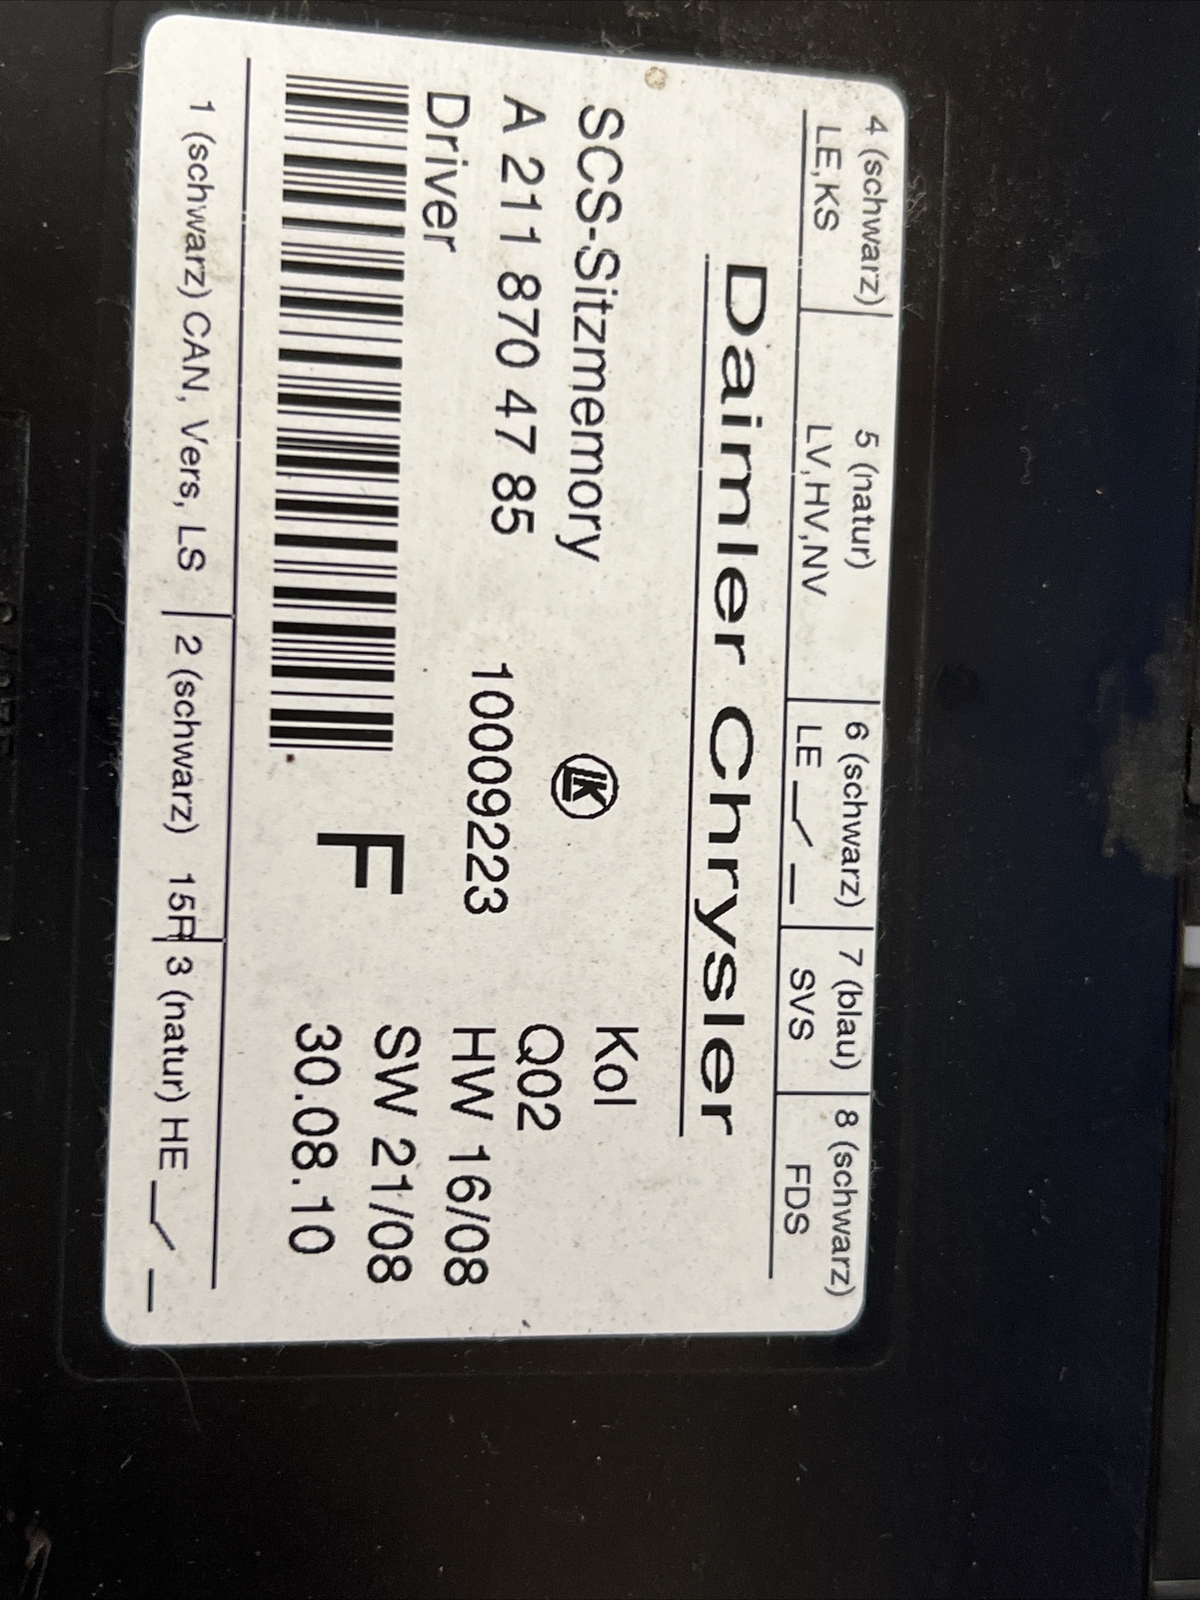 4 (schwarz) 5 (natur) 6 (schwarz) 7 (blau) 8 (schwarz)
LE,KS LV,HV,NV LE SVS FDS
Daimler Chrysler
SCS-Sitzmemory LK Kol
A 211 870 47 85 Q02
Driver 10009223 HW 16/08
SW 21/08
F 30.08.10
1 (schwarz) CAN, Vers, LS 2 (schwarz) 15R 3 (natur) HE